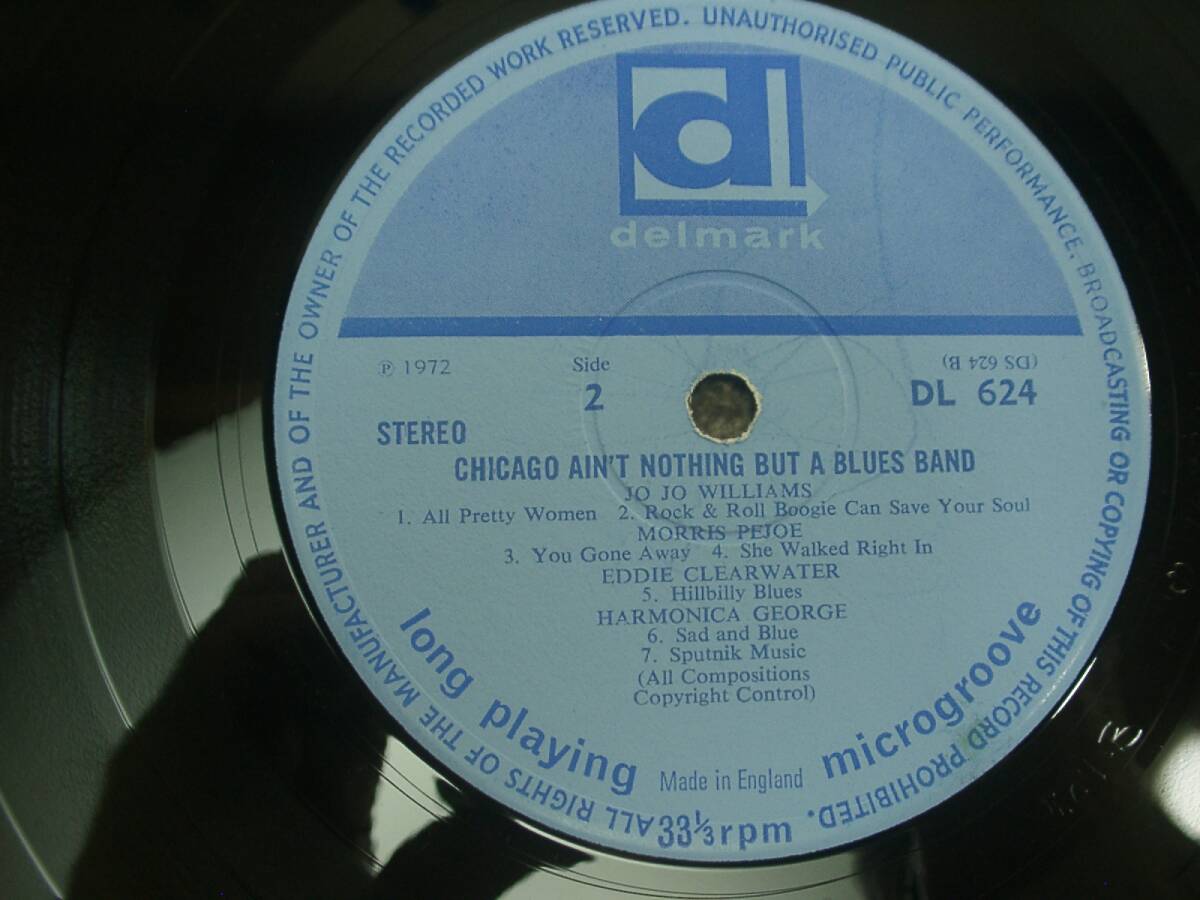 ALL RIGHTS OF THE MANUFACTURER AND OF THE OWNER OF THE RECORDED WORK RESERVED. UNAUTHORISED PUBLIC PERFORMANCE, BROADCASTING OR COPYING OF THIS RECORD PROHIBITED.
dl
delmark
℗ 1972
Side
2
(DS 624 B)
DL 624
STEREO
CHICAGO AIN'T NOTHING BUT A BLUES BAND
JO JO WILLIAMS
1. All Pretty Women 2. Rock & Roll Boogie Can Save Your Soul
MORRIS PEJOE
3. You Gone Away 4. She Walked Right In
EDDIE CLEARWATER
5. Hillbilly Blues
HARMONICA GEORGE
6. Sad and Blue
7. Sputnik Music
(All Compositions
Copyright Control)
long playing microgroove
Made in England
33⅓ rpm